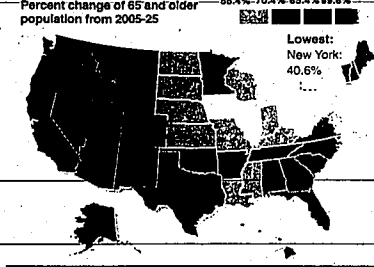 Percent change of 65 and older
population from 2005-25
Lowest:
New York:
40.6%